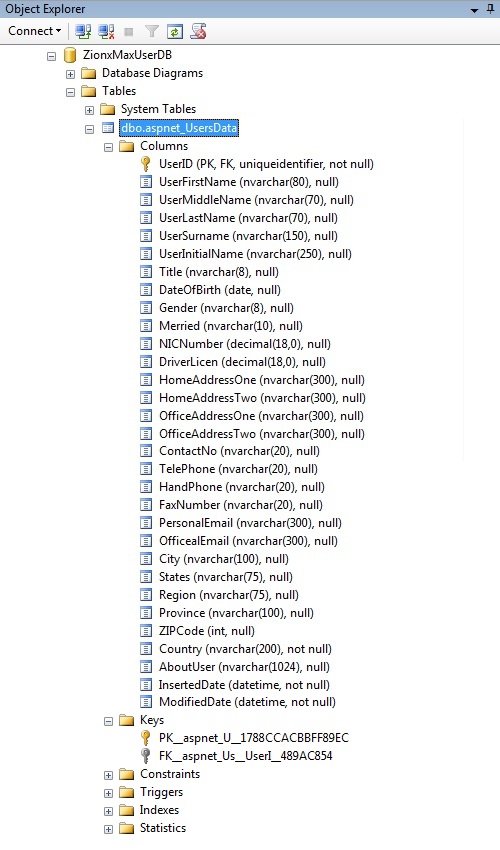 Object Explorer
Connect
ZionxMaxUserDB
Database Diagrams
Tables
System Tables
dbo.aspnet_UsersData
Columns
UserID (PK, FK, uniqueidentifier, not null)
UserFirstName (nvarchar(80), null)
UserMiddleName (nvarchar(70), null)
UserLastName (nvarchar(70), null)
UserSurname (nvarchar(150), null)
UserInitialName (nvarchar(250), null)
Title (nvarchar(8), null)
DateOfBirth (date, null)
Gender (nvarchar(8), null)
Merried (nvarchar(10), null)
NICNumber (decimal(18,0), null)
DriverLicen (decimal(18,0), null)
HomeAddressOne (nvarchar(300), null)
HomeAddressTwo (nvarchar(300), null)
OfficeAddressOne (nvarchar(300), null)
OfficeAddressTwo (nvarchar(300), null)
ContactNo (nvarchar(20), null)
TelePhone (nvarchar(20), null)
HandPhone (nvarchar(20), null)
FaxNumber (nvarchar(20), null)
PersonalEmail (nvarchar(300), null)
OfficealEmail (nvarchar(300), null)
City (nvarchar(100), null)
States (nvarchar(75), null)
Region (nvarchar(75), null)
Province (nvarchar(100), null)
ZIPCode (int, null)
Country (nvarchar(200), not null)
AboutUser (nvarchar(1024), null)
InsertedDate (datetime, not null)
ModifiedDate (datetime, not null)
Keys
PK__aspnet_U__1788CCACBBFF89EC
FK__aspnet_Us__UserI__489AC854
Constraints
Triggers
Indexes
Statistics